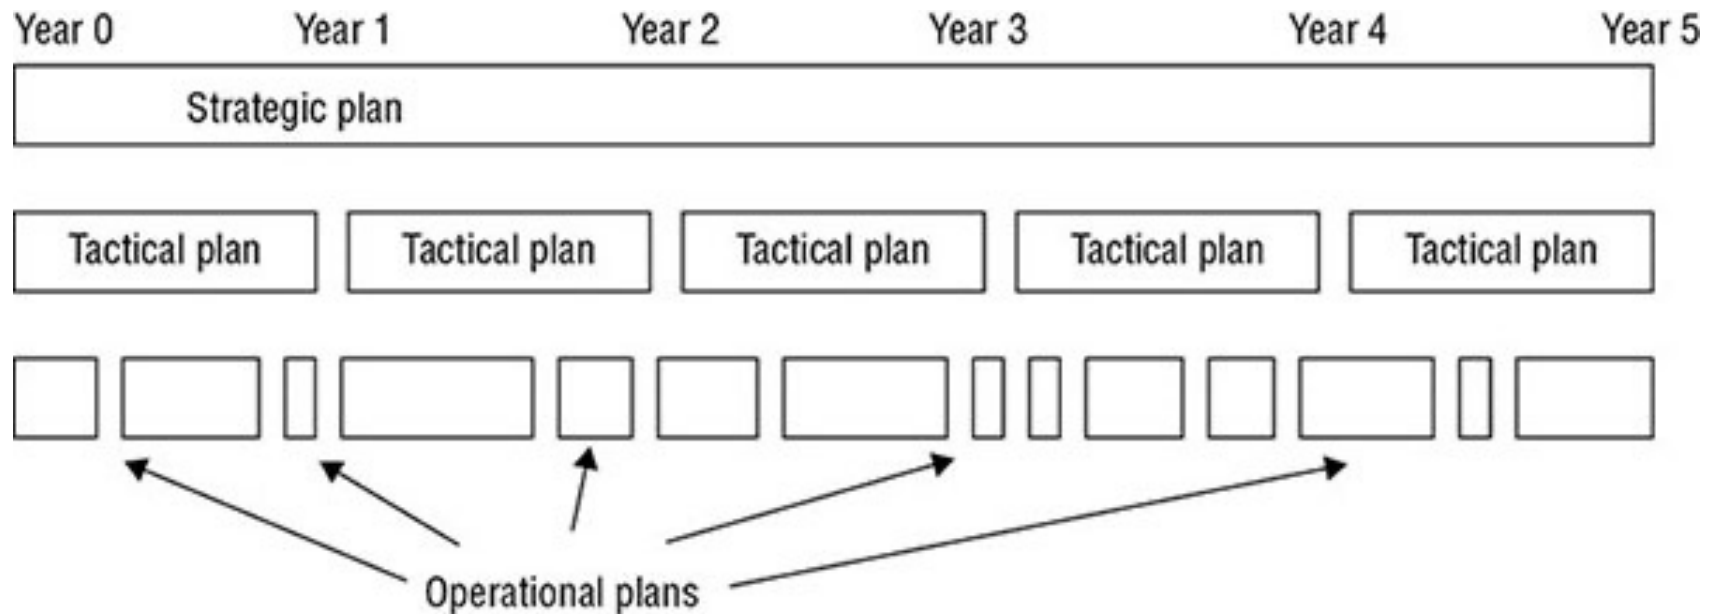 Year 0 Year 1 Year 2 Year 3 Year 4 Year 5
Strategic plan
Tactical plan Tactical plan Tactical plan Tactical plan Tactical plan
Operational plans